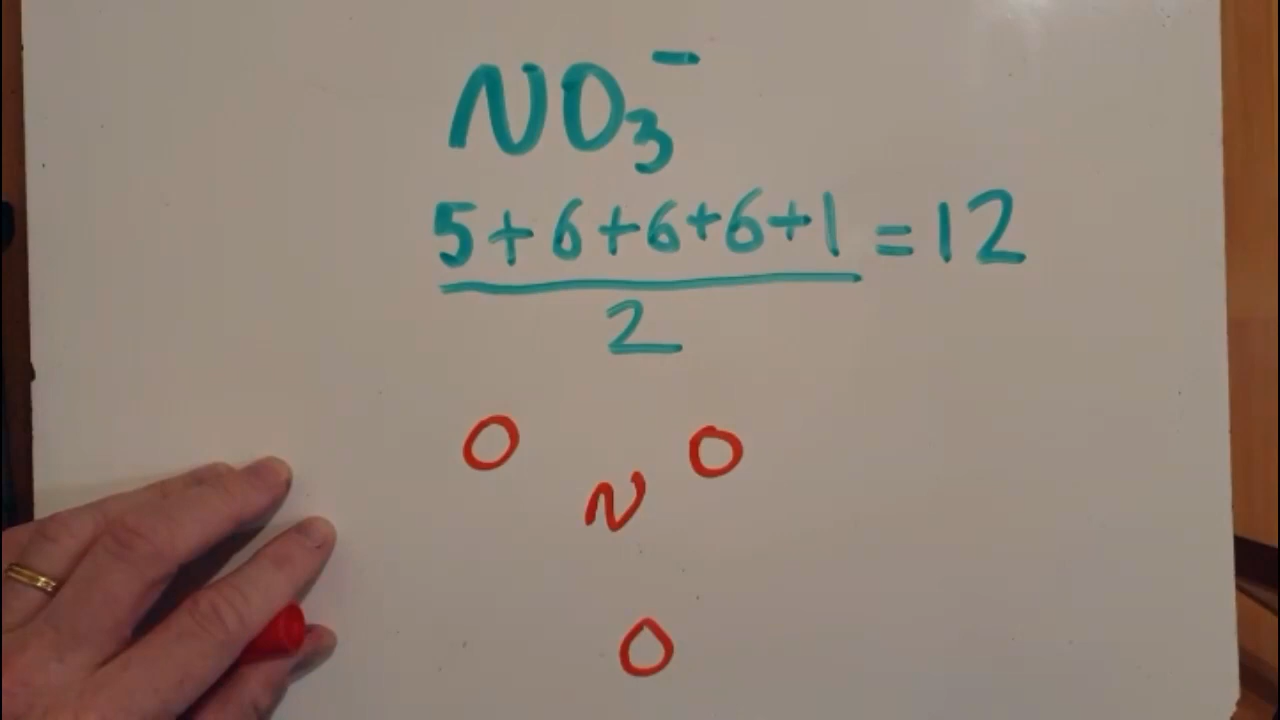 NO₃⁻
5+6+6+6+1 = 12
2
O O
N
O